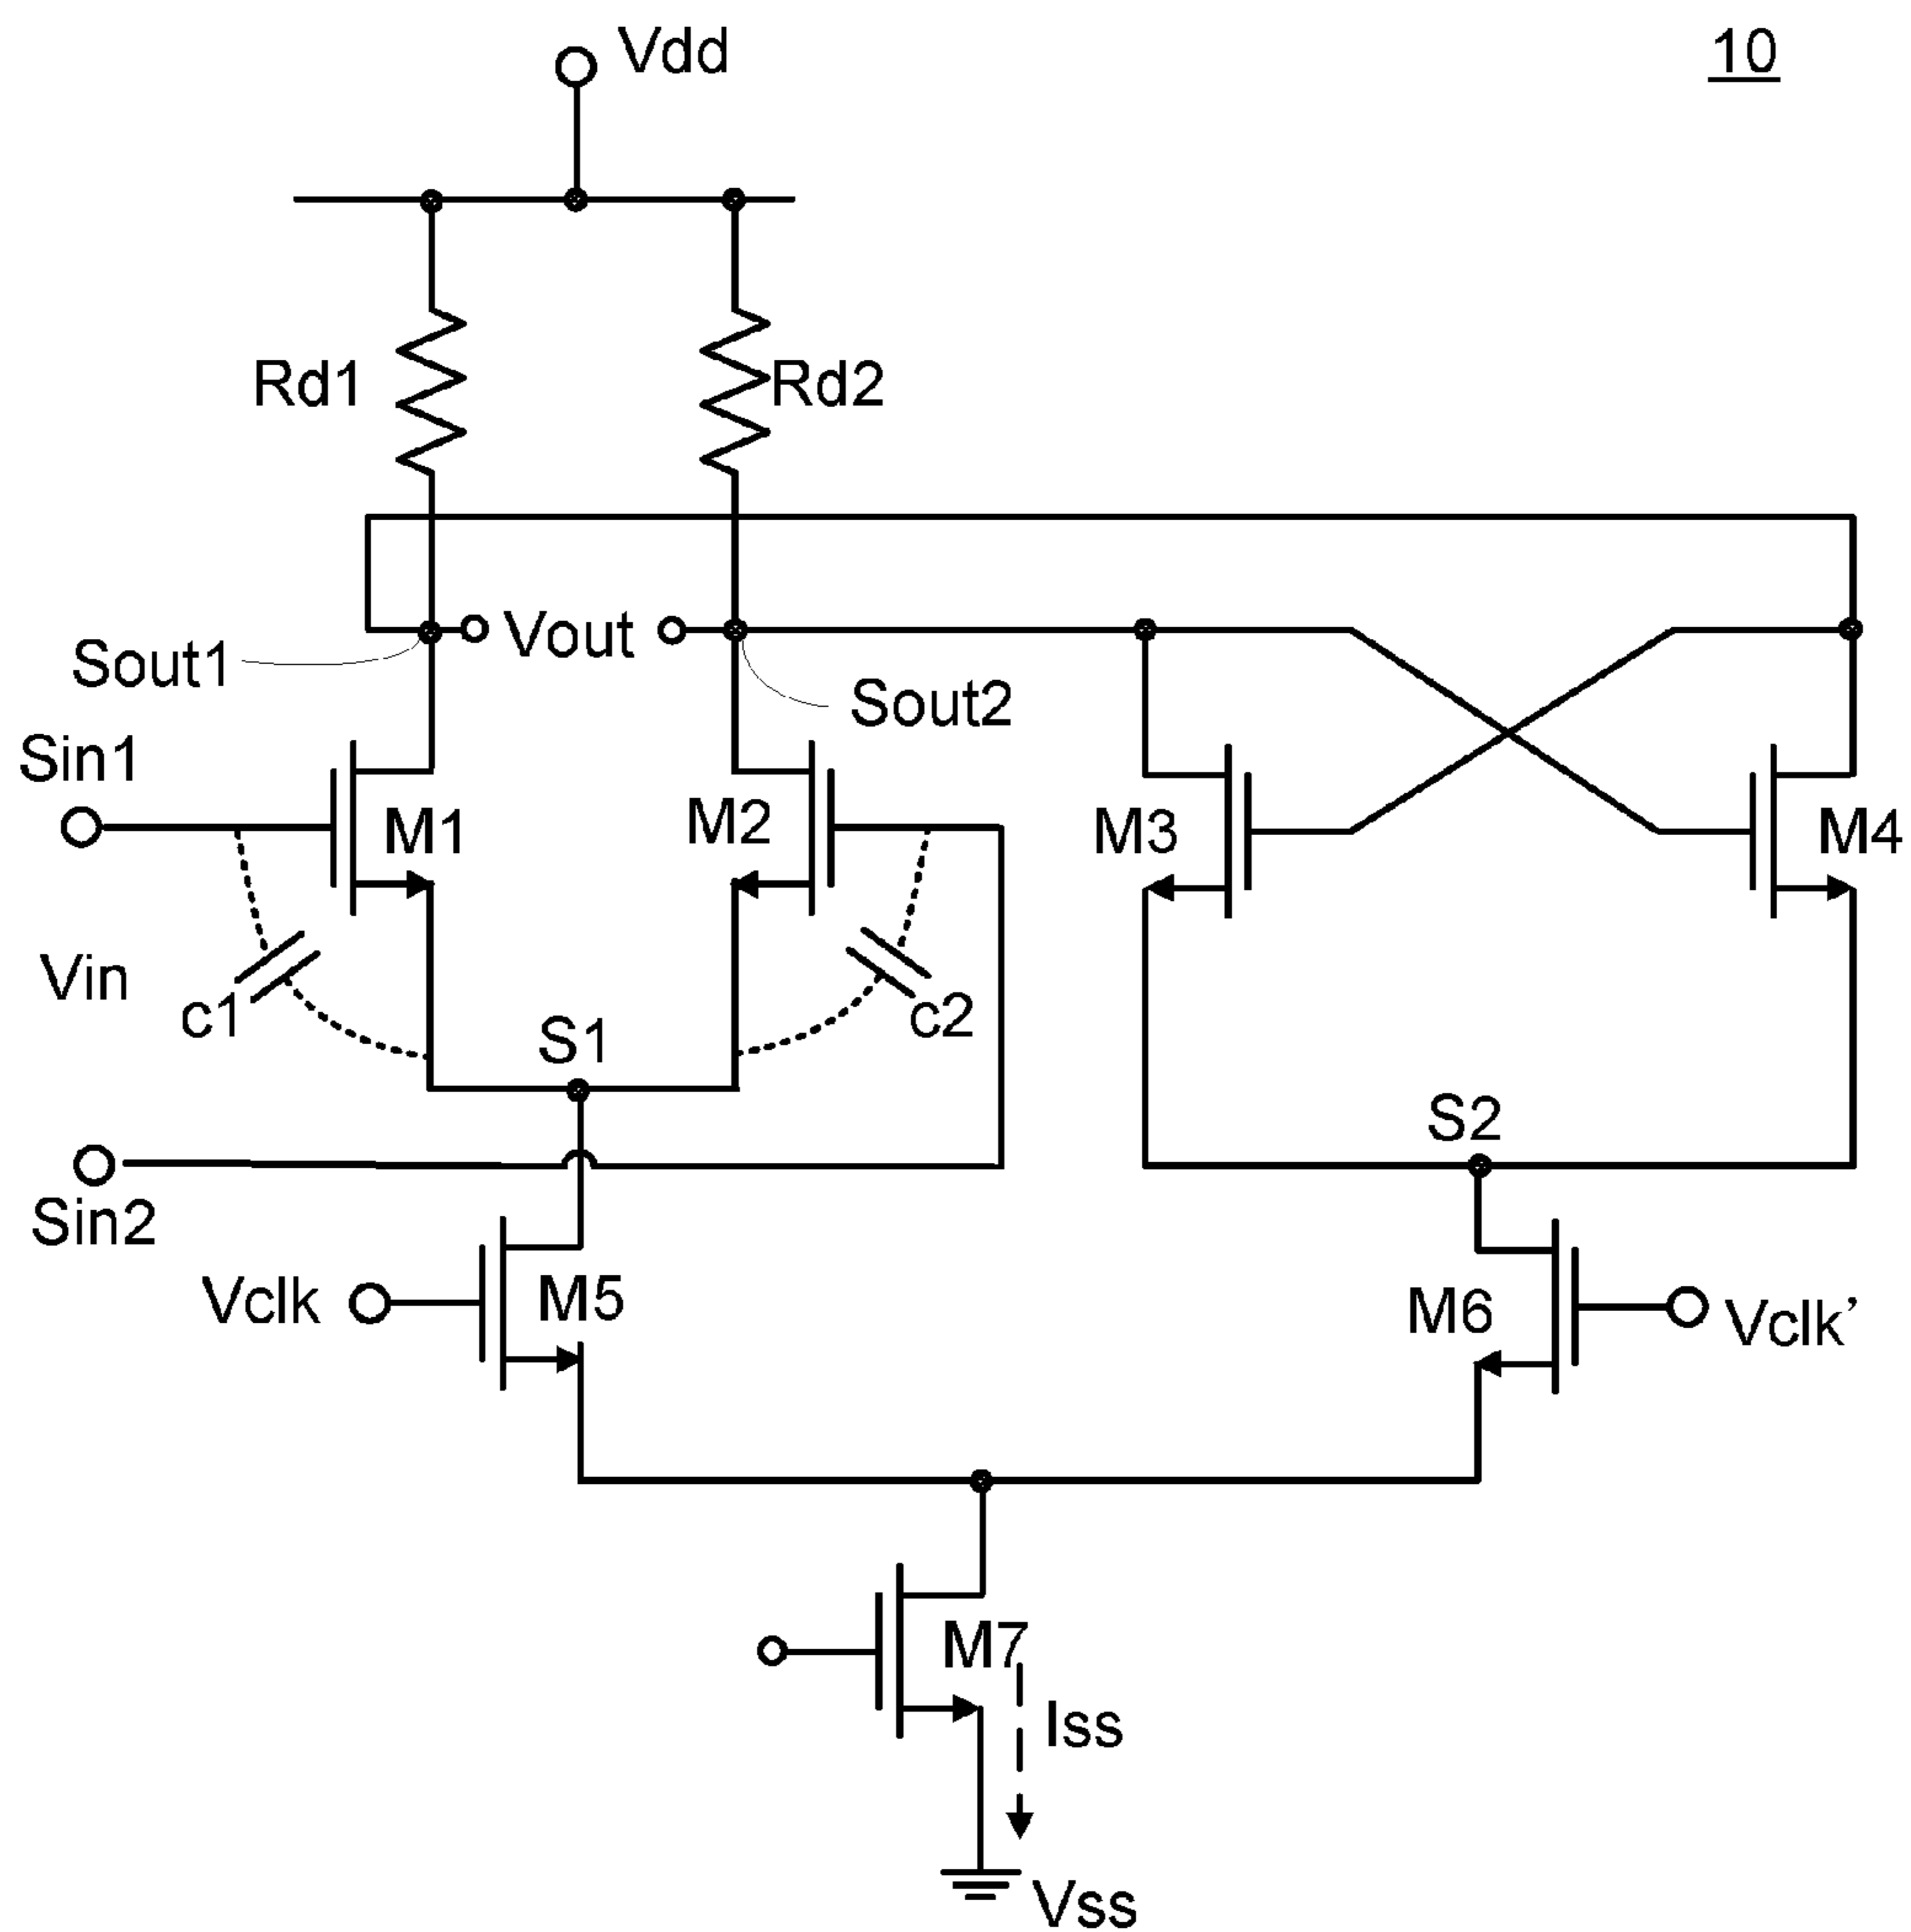 Vdd
10
Rd1
Rd2
Vout
Sout1
Sout2
Sin1
M1
M2
M3
M4
Vin
c1
c2
S1
S2
Sin2
Vclk
M5
M6
Vclk’
M7
Iss
Vss